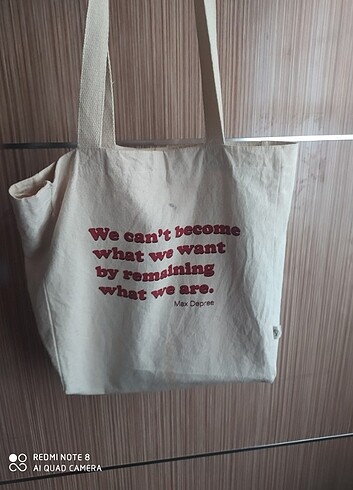 We can't become
what we want
by remaining
what we are.
Max Depree
REDMI NOTE 8
AI QUAD CAMERA